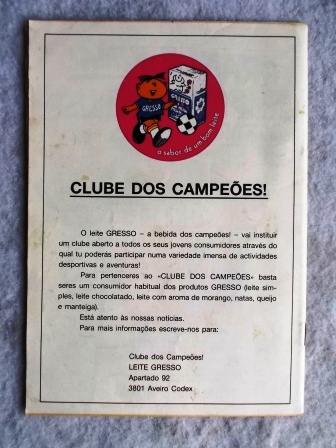 GRESSO
GRESSO
o sabor de um bom leite
CLUBE DOS CAMPEÕES!
O leite GRESSO – a bebida dos campeões! – vai instituir
um clube aberto a todos os seus jovens consumidores através do
qual tu poderás participar numa variedade imensa de actividades
desportivas e aventuras!
Para pertenceres ao «CLUBE DOS CAMPEÕES» basta
seres um consumidor habitual dos produtos GRESSO (leite sim-
ples, leite chocolatado, leite com aroma de morango, natas, queijo
e manteiga).
Está atento às nossas notícias.
Para mais informações escreve-nos para:
Clube dos Campeões!
LEITE GRESSO
Apartado 92
3801 Aveiro Codex